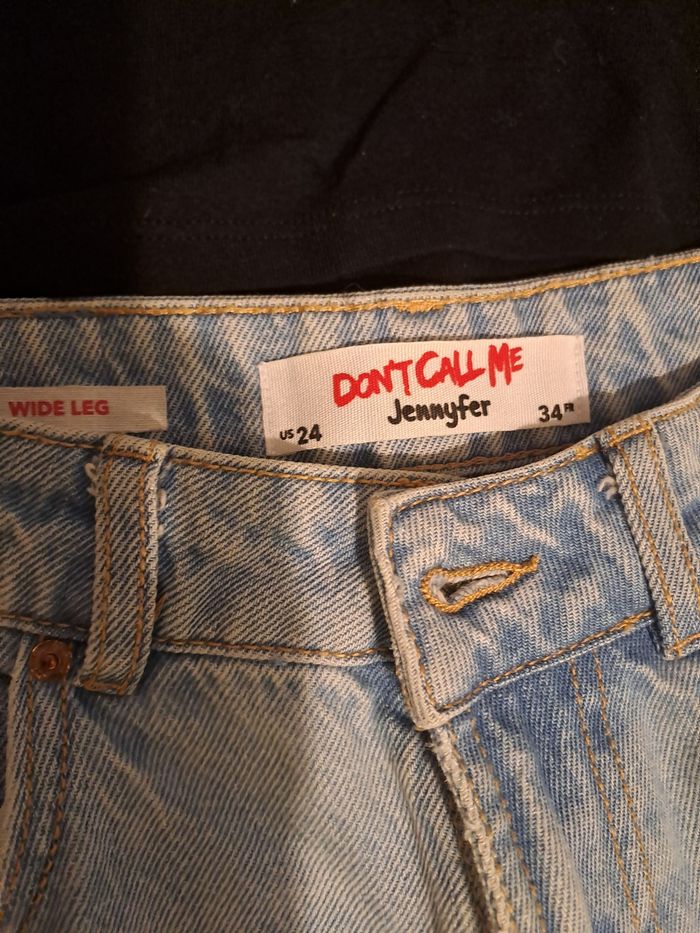 WIDE LEG
DON'T CALL ME
Jennyfer
US 24
34 FR